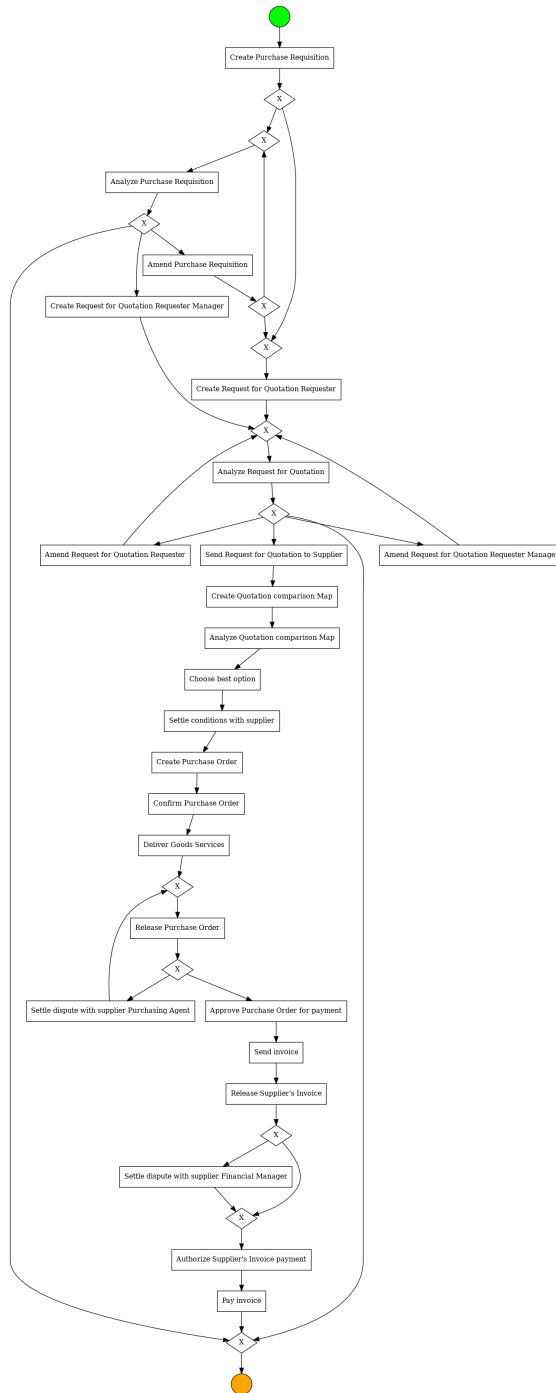 Create Purchase Requisition
X
X
Analyze Purchase Requisition
X
Amend Purchase Requisition
Create Request for Quotation Requester Manager
X
X
Create Request for Quotation Requester
X
Analyze Request for Quotation
X
Amend Request for Quotation Requester
Send Request for Quotation to Supplier
Amend Request for Quotation Requester Manage
Create Quotation comparison Map
Analyze Quotation comparison Map
Choose best option
Settle conditions with supplier
Create Purchase Order
Confirm Purchase Order
Deliver Goods Services
X
Release Purchase Order
X
Settle dispute with supplier Purchasing Agent
Approve Purchase Order for payment
Send invoice
Release Supplier's Invoice
X
Settle dispute with supplier Financial Manager
X
Authorize Supplier's Invoice payment
Pay invoice
X